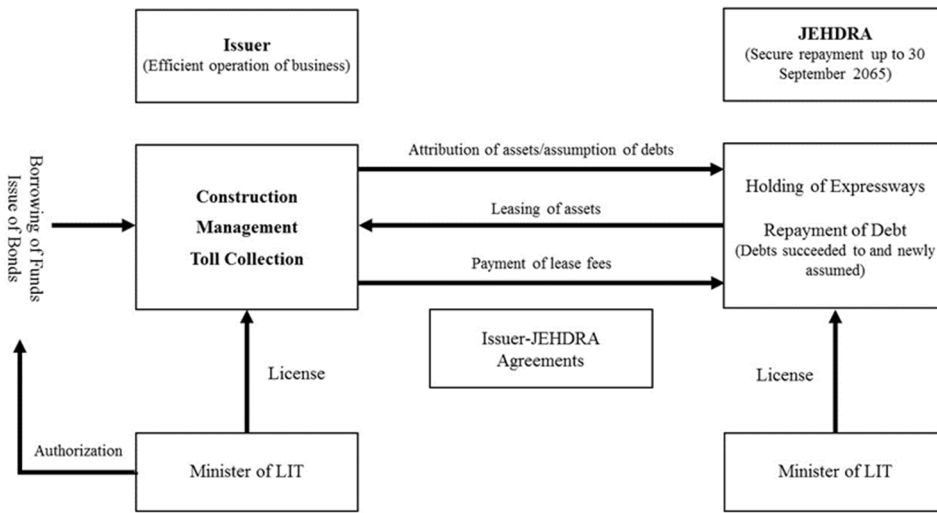 Issuer
(Efficient operation of business)
JEHDRA
(Secure repayment up to 30
September 2065)
Borrowing of Funds
Issue of Bonds
Construction
Management
Toll Collection
Attribution of assets/assumption of debts
Leasing of assets
Payment of lease fees
Holding of Expressways
Repayment of Debt
(Debts succeeded to and newly
assumed)
Issuer-JEHDRA
Agreements
License
License
Authorization
Minister of LIT
Minister of LIT